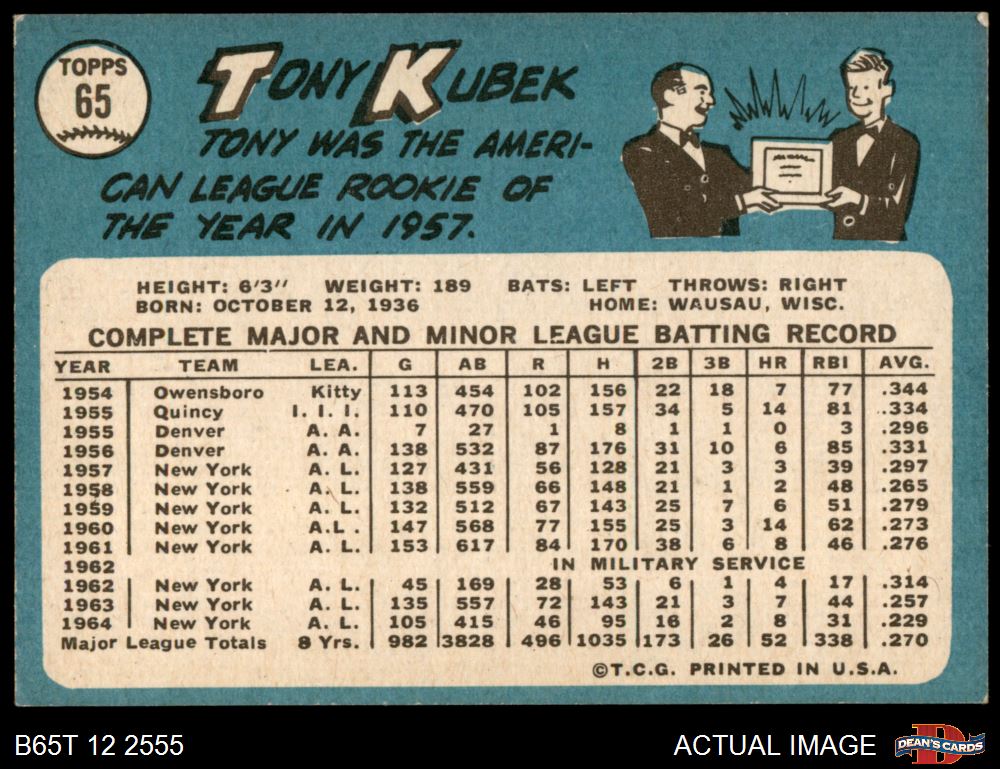 TOPPS
65
TONY KUBEK
TONY WAS THE AMERI-
CAN LEAGUE ROOKIE OF
THE YEAR IN 1957.
HEIGHT: 6'3" WEIGHT: 189 BATS: LEFT THROWS: RIGHT
BORN: OCTOBER 12, 1936 HOME: WAUSAU, WISC.
COMPLETE MAJOR AND MINOR LEAGUE BATTING RECORD
YEAR TEAM LEA. G AB R H 2B 3B HR RBI AVG.
1954 Owensboro Kitty 113 454 102 156 22 18 7 77 .344
1955 Quincy I. I. I. 110 470 105 157 34 5 14 81 .334
1955 Denver A. A. 7 27 1 8 1 1 0 3 .296
1956 Denver A. A. 138 532 87 176 31 10 6 85 .331
1957 New York A. L. 127 431 56 128 21 3 3 39 .297
1958 New York A. L. 138 559 66 148 21 1 2 48 .265
1959 New York A. L. 132 512 67 143 25 7 6 51 .279
1960 New York A.L. 147 568 77 155 25 3 14 62 .273
1961 New York A. L. 153 617 84 170 38 6 8 46 .276
1962 IN MILITARY SERVICE
1962 New York A. L. 45 169 28 53 6 1 4 17 .314
1963 New York A. L. 135 557 72 143 21 3 7 44 .257
1964 New York A. L. 105 415 46 95 16 2 8 31 .229
Major League Totals 8 Yrs. 982 3828 496 1035 173 26 52 338 .270
©T.C.G. PRINTED IN U.S.A.
B65T 12 2555 ACTUAL IMAGE
DEAN'S CARDS